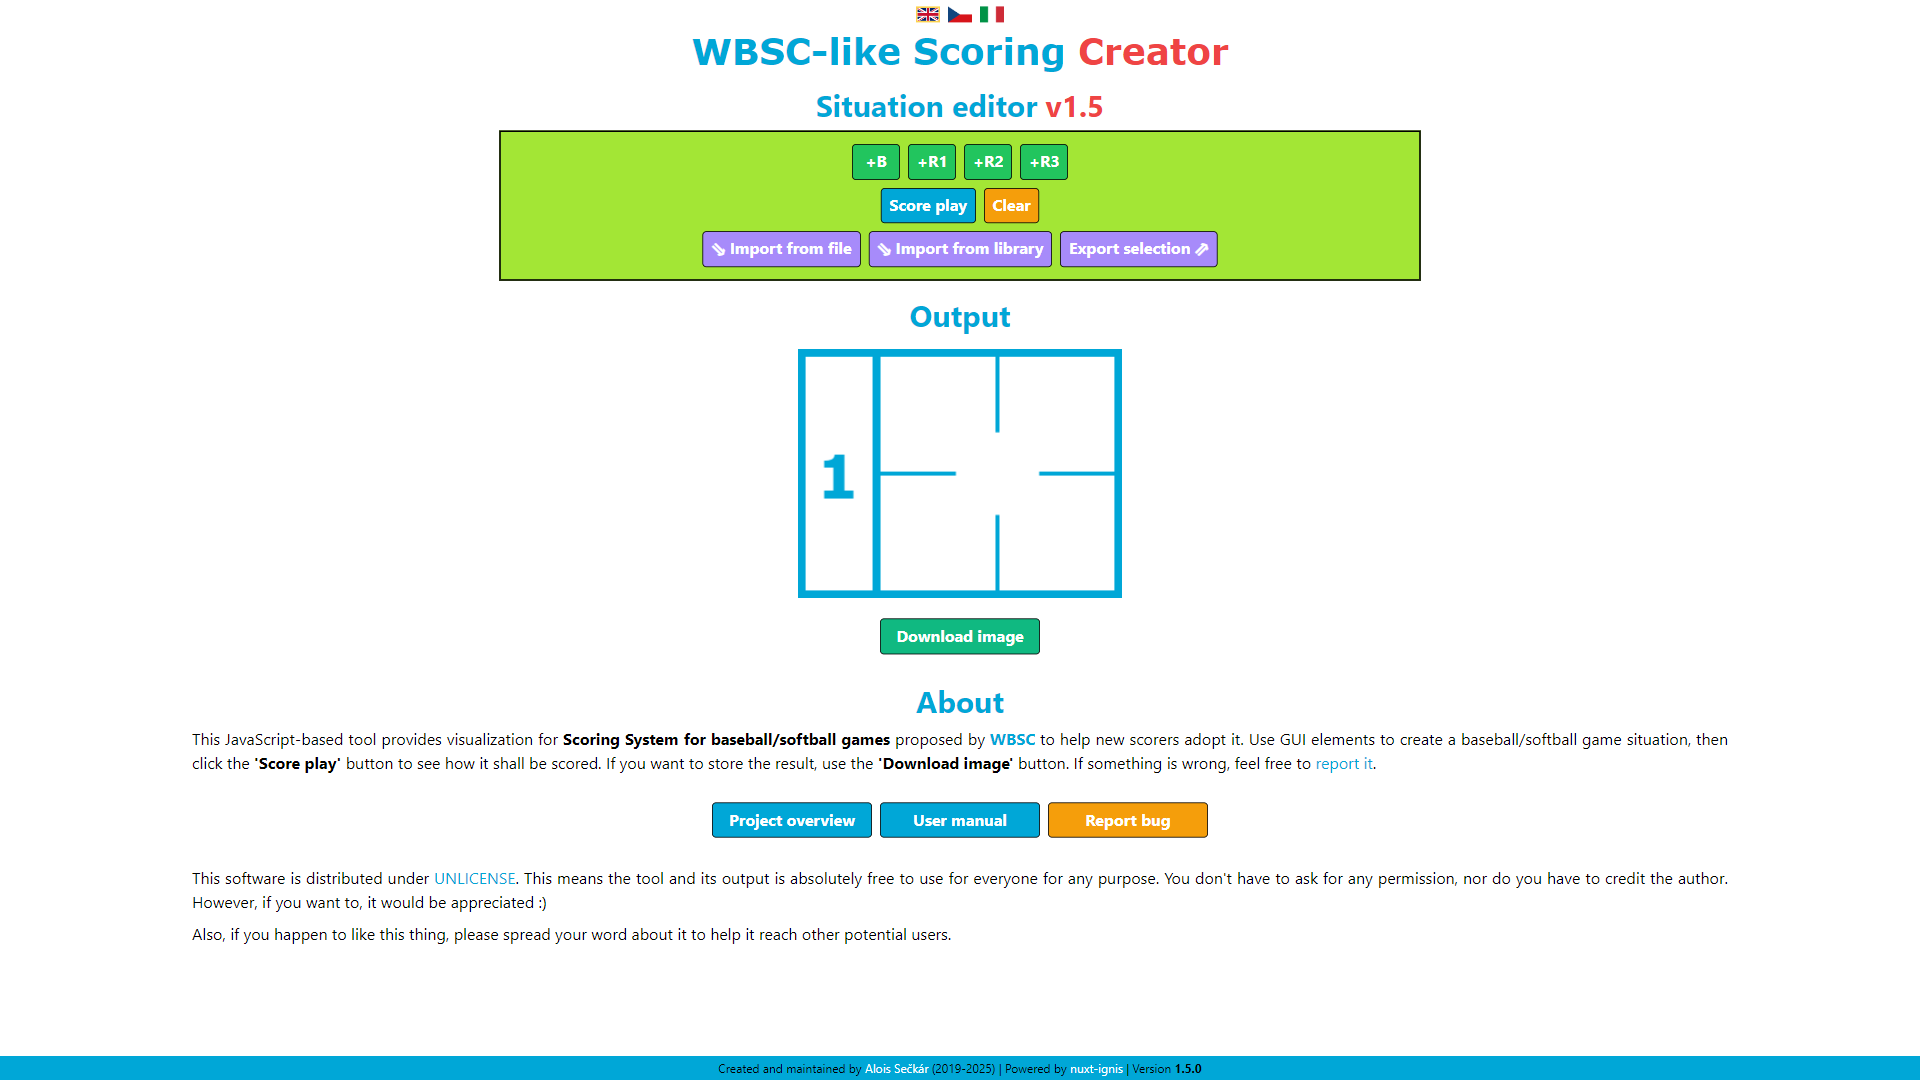 WBSC-like Scoring Creator
Situation editor v1.5
+B +R1 +R2 +R3
Score play Clear
⇘ Import from file ⇘ Import from library Export selection ⇗
Output
1
Download image
About
This JavaScript-based tool provides visualization for Scoring System for baseball/softball games proposed by WBSC to help new scorers adopt it. Use GUI elements to create a baseball/softball game situation, then
click the 'Score play' button to see how it shall be scored. If you want to store the result, use the 'Download image' button. If something is wrong, feel free to report it.
Project overview User manual Report bug
This software is distributed under UNLICENSE. This means the tool and its output is absolutely free to use for everyone for any purpose. You don't have to ask for any permission, nor do you have to credit the author.
However, if you want to, it would be appreciated :)
Also, if you happen to like this thing, please spread your word about it to help it reach other potential users.
Created and maintained by Alois Sečkár (2019-2025) | Powered by nuxt-ignis | Version 1.5.0